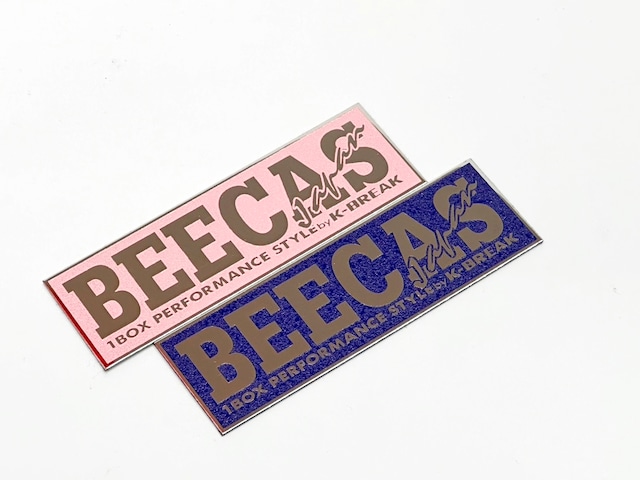 BEECAS
Japan
1BOX PERFORMANCE STYLE by K-BREAK
BEECAS
Japan
1BOX PERFORMANCE STYLE by K-BREAK